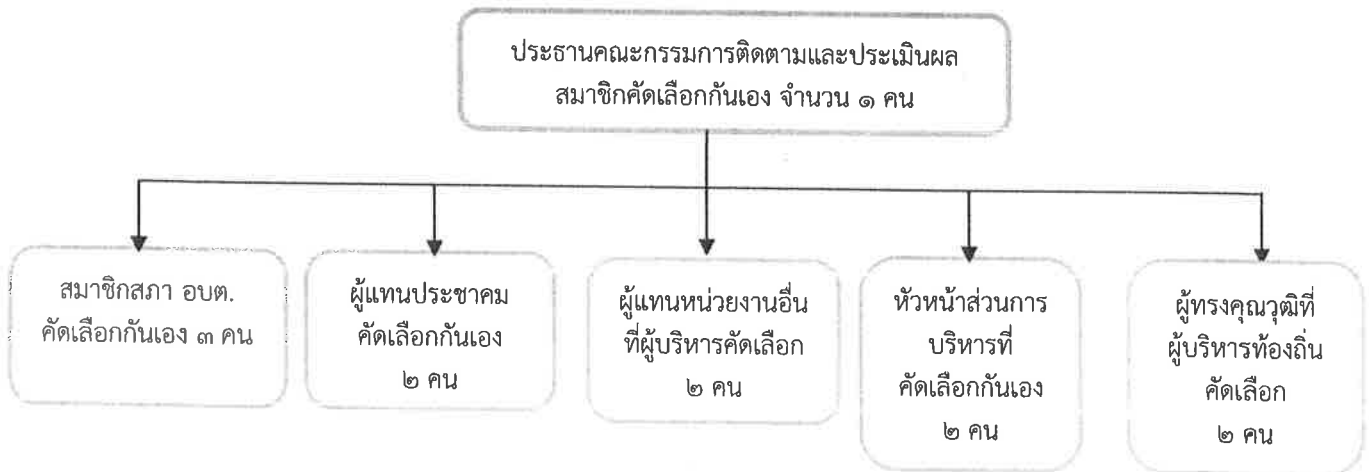 ประธานคณะกรรมการติดตามและประเมินผล
สมาชิกคัดเลือกกันเอง จำนวน ๑ คน
สมาชิกสภา อบต.
คัดเลือกกันเอง ๓ คน
ผู้แทนประชาคม
คัดเลือกกันเอง
๒ คน
ผู้แทนหน่วยงานอื่น
ที่ผู้บริหารคัดเลือก
๒ คน
หัวหน้าส่วนการ
บริหารที่
คัดเลือกกันเอง
๒ คน
ผู้ทรงคุณวุฒิที่
ผู้บริหารท้องถิ่น
คัดเลือก
๒ คน